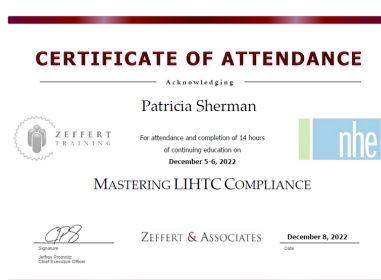 CERTIFICATE OF ATTENDANCE
Acknowledging
Patricia Sherman
ZEFFERT
TRAINING
For attendance and completion of 14 hours
of continuing education on
December 5-6, 2022
nhe
MASTERING LIHTC COMPLIANCE
ZEFFERT & ASSOCIATES
December 8, 2022
Signature
Date
Jeffrey Promnitz
Chief Executive Officer